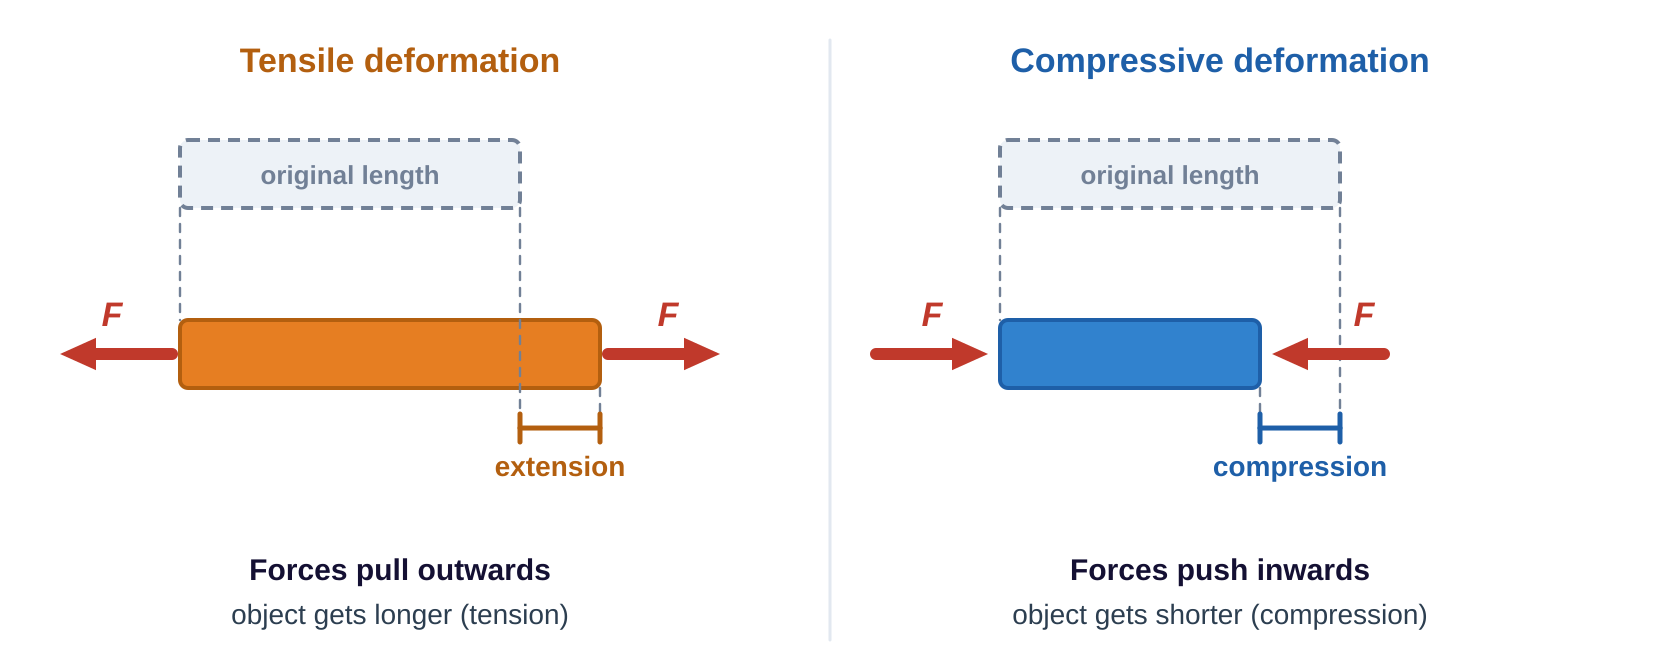 Tensile deformation
original length
F
F
extension
Forces pull outwards
object gets longer (tension)
Compressive deformation
original length
F
F
compression
Forces push inwards
object gets shorter (compression)